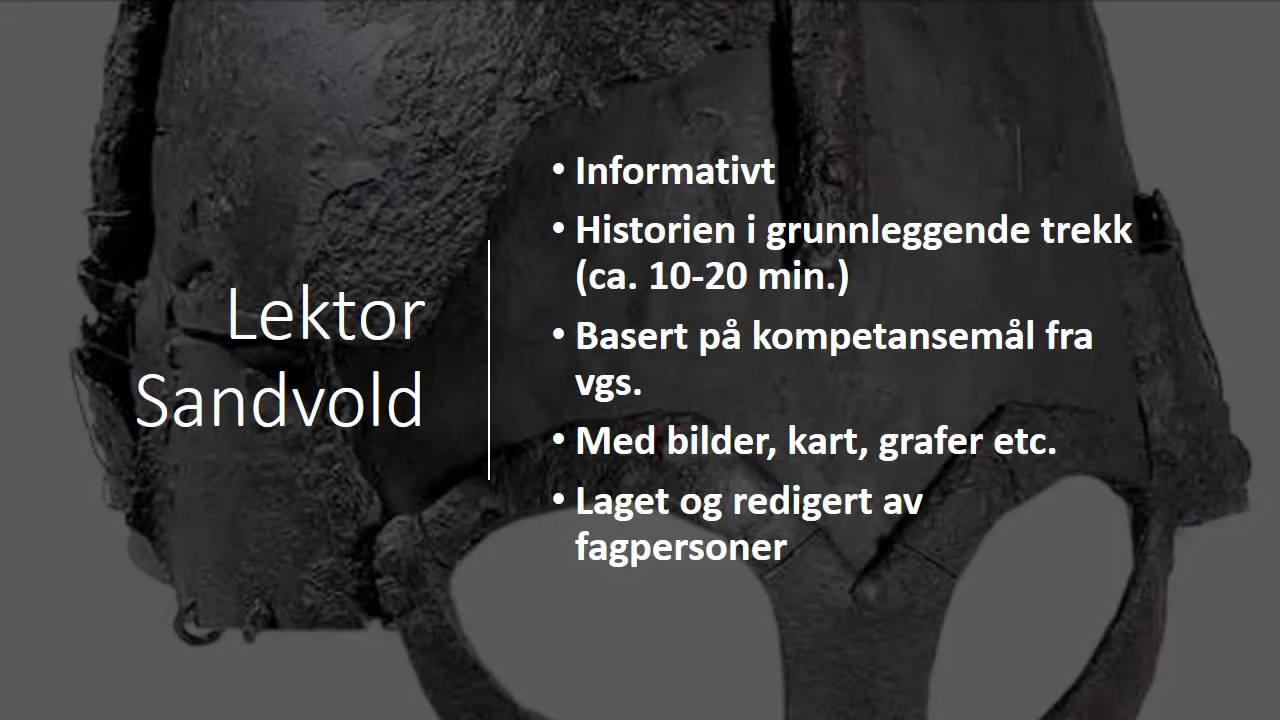 Lektor
Sandvold
• Informativt
• Historien i grunnleggende trekk
(ca. 10-20 min.)
• Basert på kompetansemål fra
vgs.
• Med bilder, kart, grafer etc.
• Laget og redigert av
fagpersoner